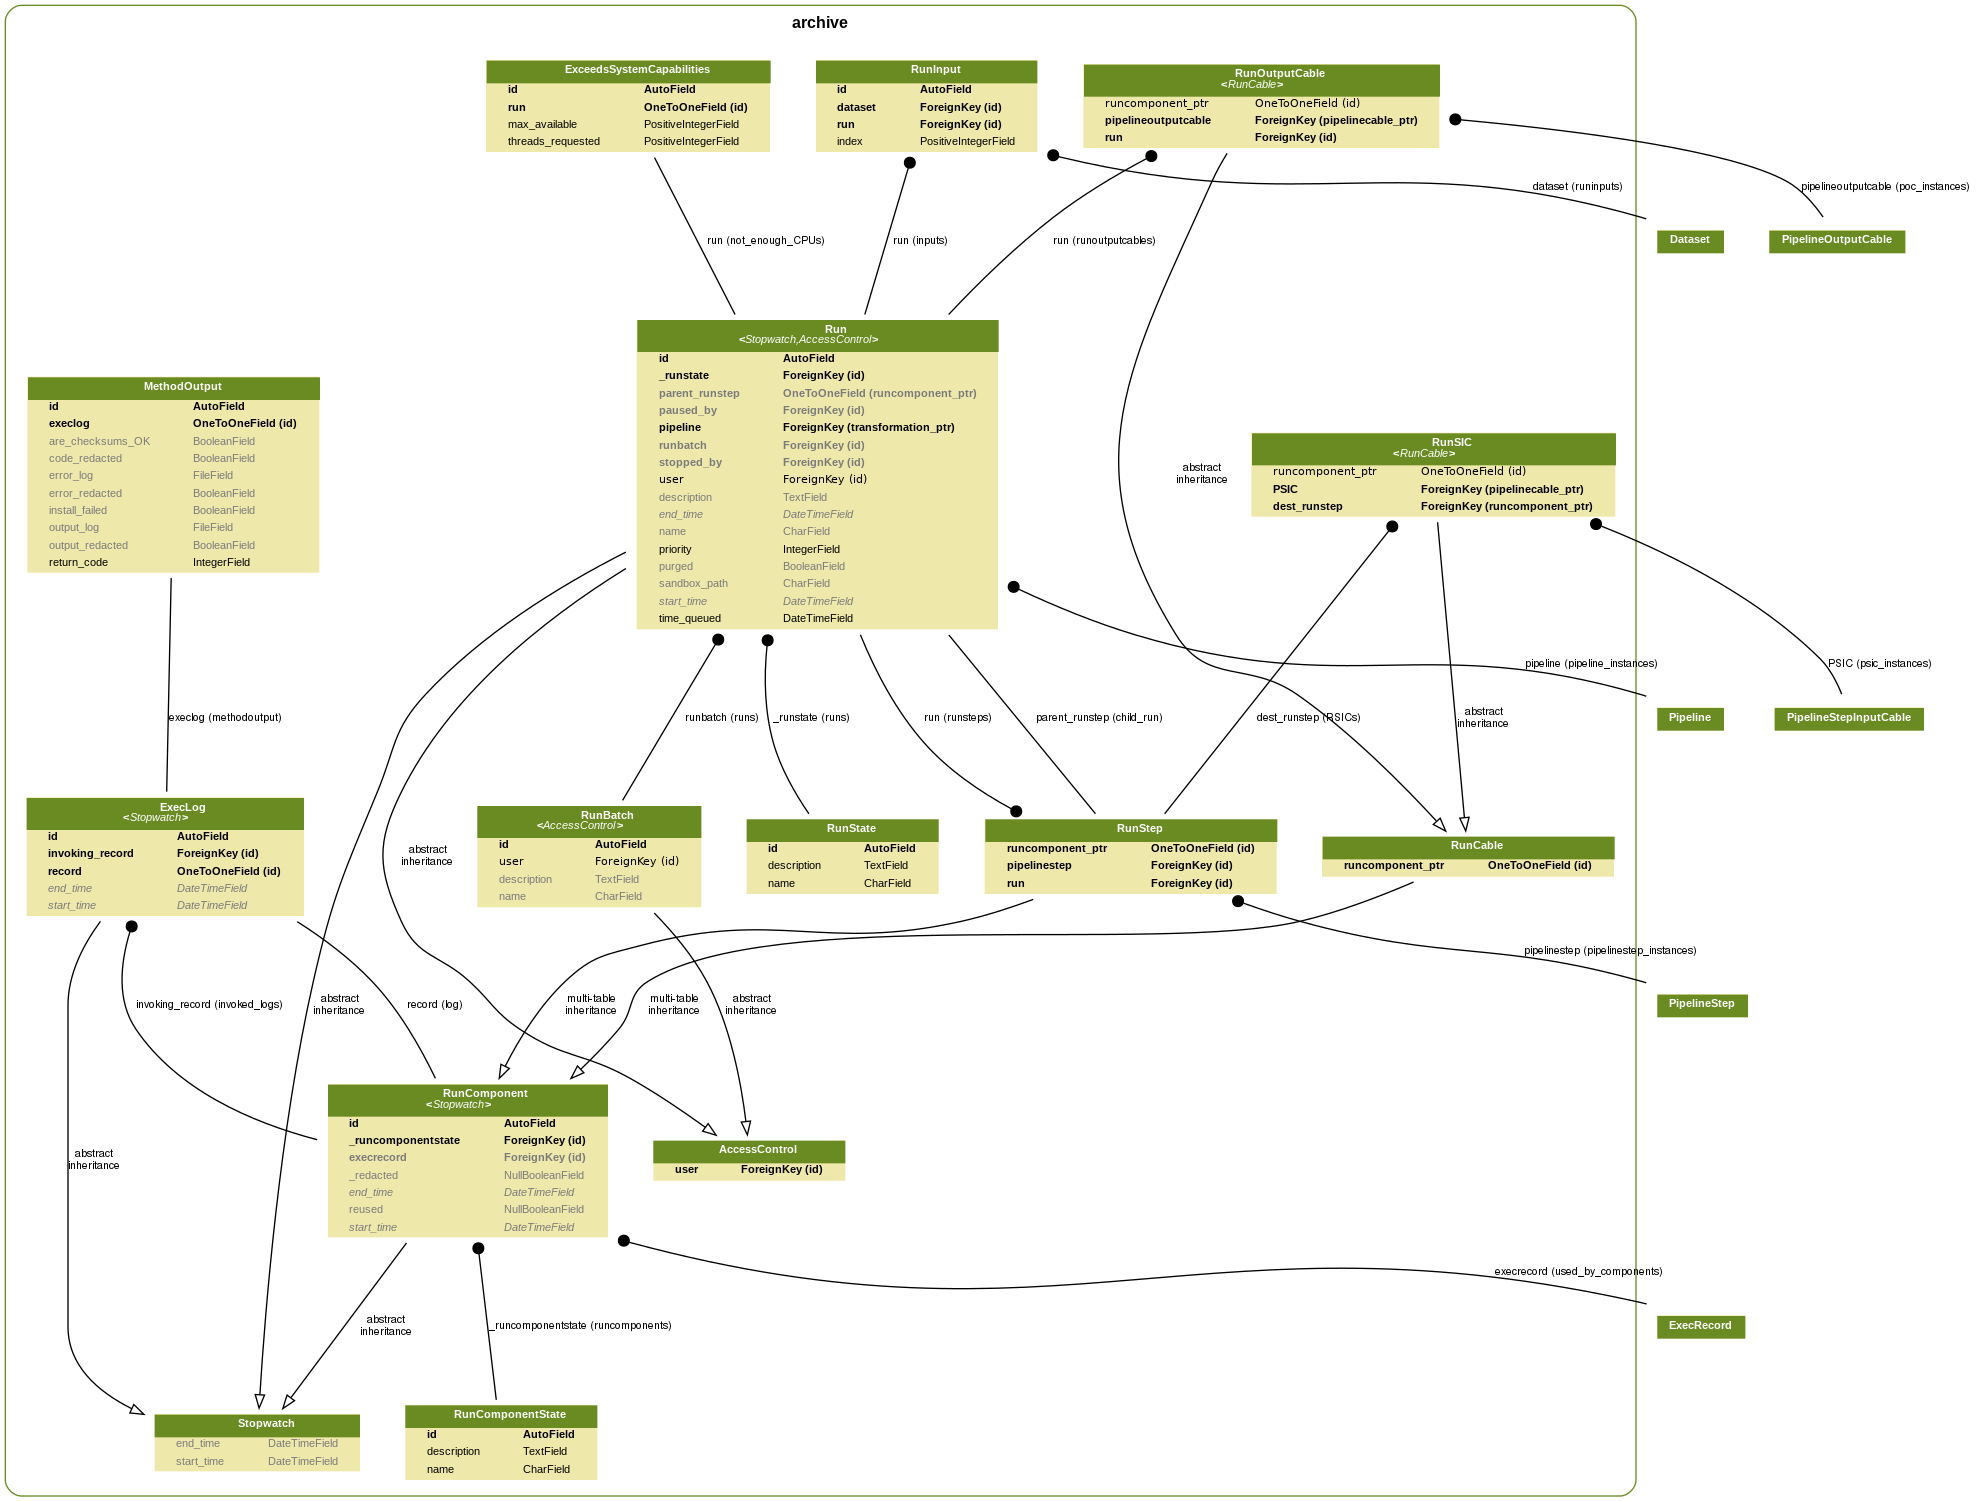 archive
ExceedsSystemCapabilities
id AutoField
run OneToOneField (id)
max_available PositiveIntegerField
threads_requested PositiveIntegerField
RunInput
id AutoField
dataset ForeignKey (id)
run ForeignKey (id)
index PositiveIntegerField
RunOutputCable
<RunCable>
runcomponent_ptr OneToOneField (id)
pipelineoutputcable ForeignKey (pipelinecable_ptr)
run ForeignKey (id)
dataset (runinputs)
pipelineoutputcable (poc_instances)
run (not_enough_CPUs)
run (inputs)
run (runoutputcables)
Dataset
PipelineOutputCable
Run
<Stopwatch,AccessControl>
id AutoField
_runstate ForeignKey (id)
parent_runstep OneToOneField (runcomponent_ptr)
paused_by ForeignKey (id)
pipeline ForeignKey (transformation_ptr)
runbatch ForeignKey (id)
stopped_by ForeignKey (id)
user ForeignKey (id)
description TextField
end_time DateTimeField
name CharField
priority IntegerField
purged BooleanField
sandbox_path CharField
start_time DateTimeField
time_queued DateTimeField
MethodOutput
id AutoField
execlog OneToOneField (id)
are_checksums_OK BooleanField
code_redacted BooleanField
error_log FileField
error_redacted BooleanField
install_failed BooleanField
output_log FileField
output_redacted BooleanField
return_code IntegerField
abstract
inheritance
RunSIC
<RunCable>
runcomponent_ptr OneToOneField (id)
PSIC ForeignKey (pipelinecable_ptr)
dest_runstep ForeignKey (runcomponent_ptr)
pipeline (pipeline_instances)
PSIC (psic_instances)
execlog (methodoutput)
runbatch (runs)
_runstate (runs)
run (runsteps)
parent_runstep (child_run)
dest_runstep (RSICs)
abstract
inheritance
Pipeline
PipelineStepInputCable
ExecLog
<Stopwatch>
id AutoField
invoking_record ForeignKey (id)
record OneToOneField (id)
end_time DateTimeField
start_time DateTimeField
abstract
inheritance
RunBatch
<AccessControl>
id AutoField
user ForeignKey (id)
description TextField
name CharField
RunState
id AutoField
description TextField
name CharField
RunStep
runcomponent_ptr OneToOneField (id)
pipelinestep ForeignKey (id)
run ForeignKey (id)
RunCable
runcomponent_ptr OneToOneField (id)
pipelinestep (pipelinestep_instances)
invoking_record (invoked_logs)
abstract
inheritance
record (log)
multi-table
inheritance
multi-table
inheritance
abstract
inheritance
PipelineStep
abstract
inheritance
RunComponent
<Stopwatch>
id AutoField
_runcomponentstate ForeignKey (id)
execrecord ForeignKey (id)
_redacted NullBooleanField
end_time DateTimeField
reused NullBooleanField
start_time DateTimeField
AccessControl
user ForeignKey (id)
execrecord (used_by_components)
abstract
inheritance
_runcomponentstate (runcomponents)
ExecRecord
Stopwatch
end_time DateTimeField
start_time DateTimeField
RunComponentState
id AutoField
description TextField
name CharField